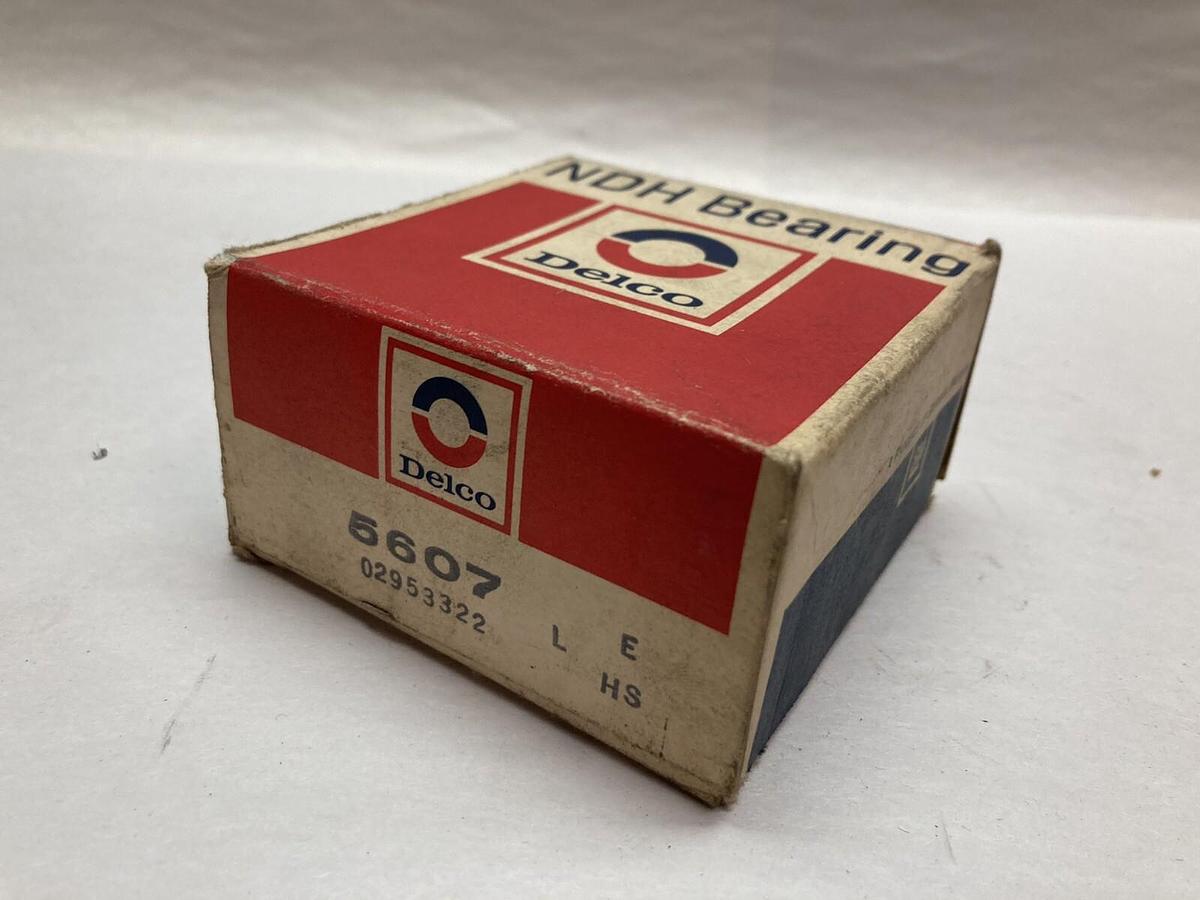 NDH Bearing
Delco
Delco
5607
02953322
L E
HS